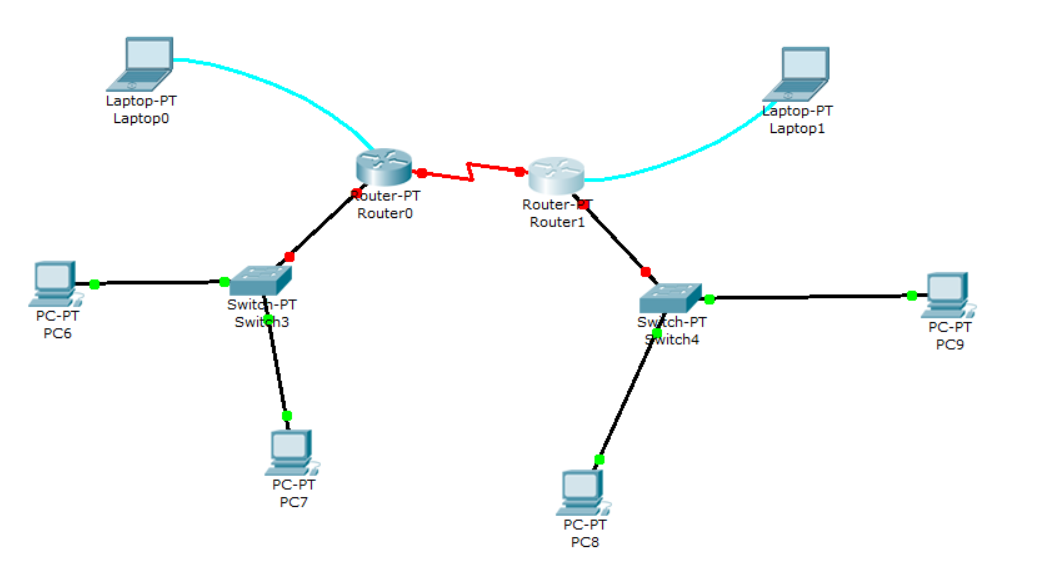 Laptop-PT
Laptop0
Laptop-PT
Laptop1
Router-PT
Router0
Router-PT
Router1
Switch-PT
Switch3
Switch-PT
Switch4
PC-PT
PC6
PC-PT
PC9
PC-PT
PC7
PC-PT
PC8